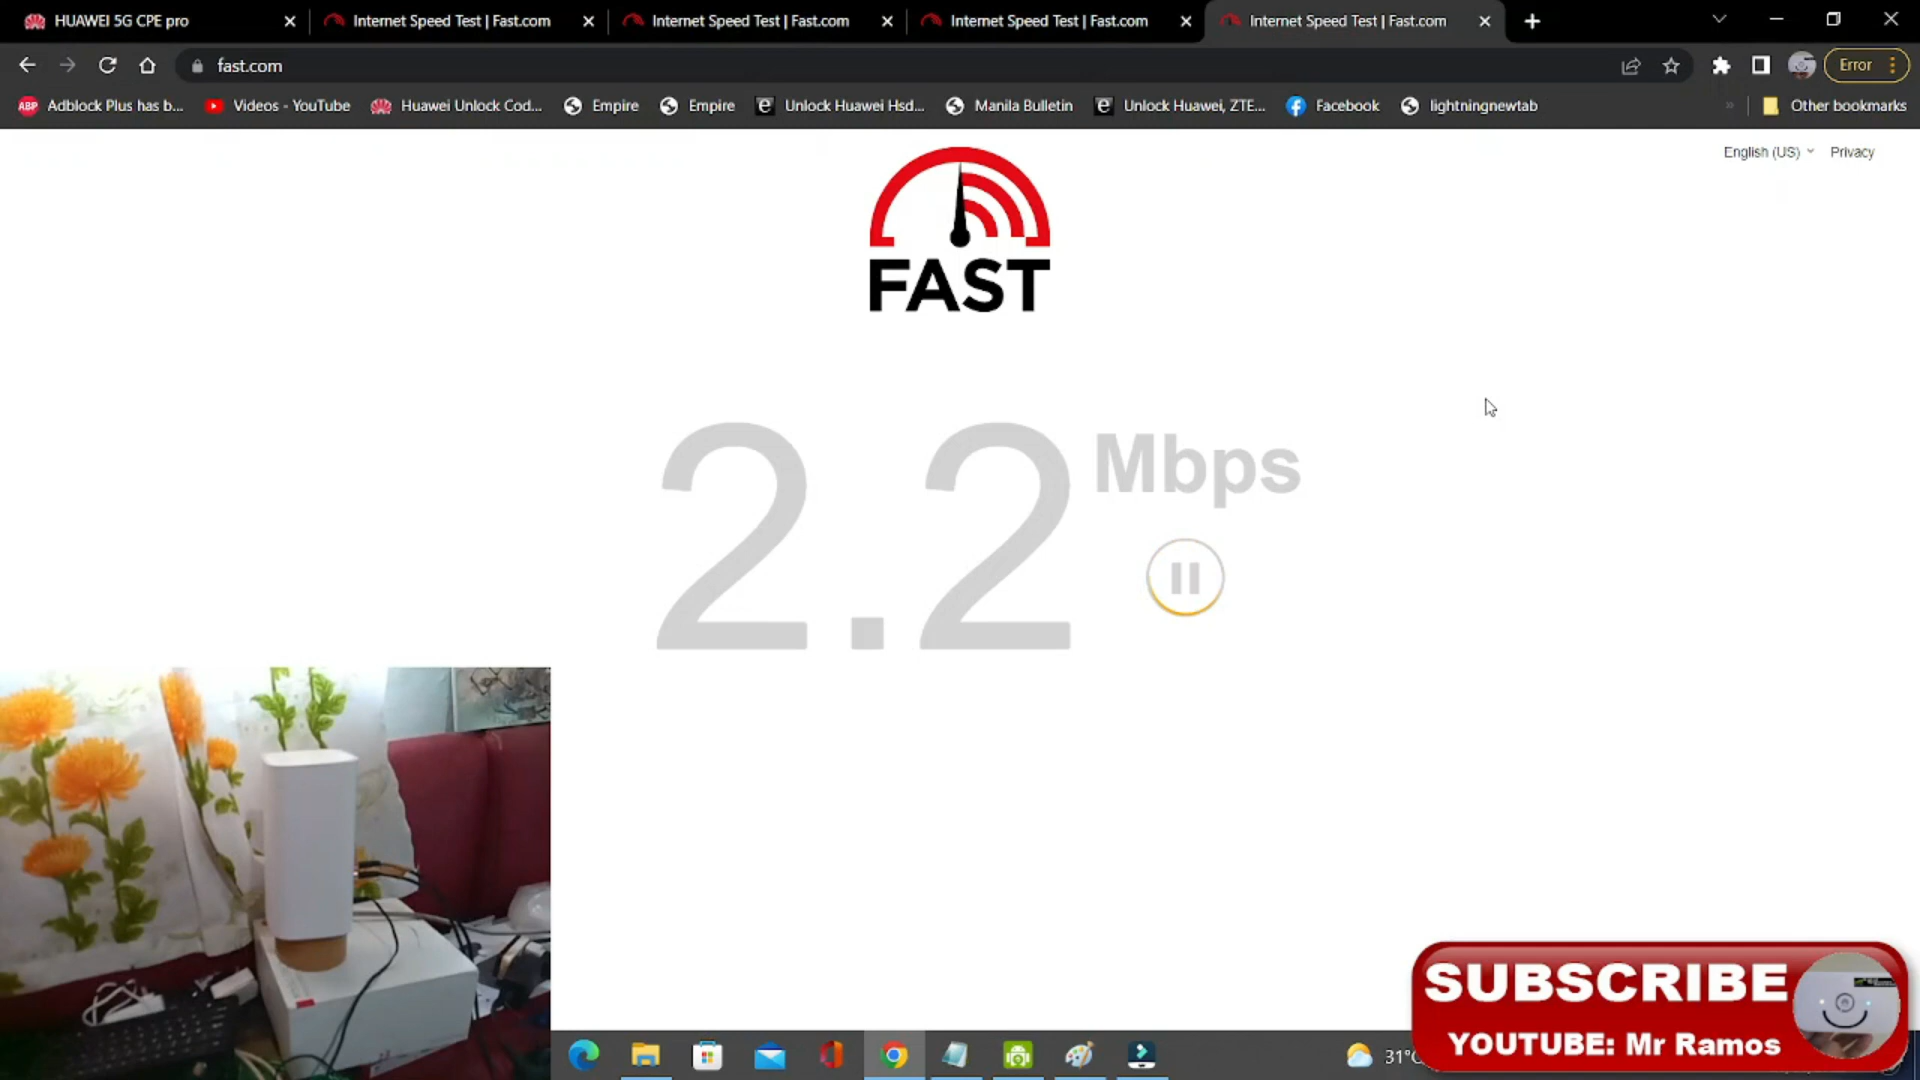 HUAWEI 5G CPE pro
Internet Speed Test | Fast.com
Internet Speed Test | Fast.com
Internet Speed Test | Fast.com
Internet Speed Test | Fast.com
fast.com
Error
ABP Adblock Plus has b...
Videos - YouTube
Huawei Unlock Cod...
Empire
Empire
Unlock Huawei Hsd...
Manila Bulletin
Unlock Huawei, ZTE...
Facebook
lightningnewtab
Other bookmarks
English (US)
Privacy
FAST
2.2 Mbps
31°C
SUBSCRIBE
YOUTUBE: Mr Ramos